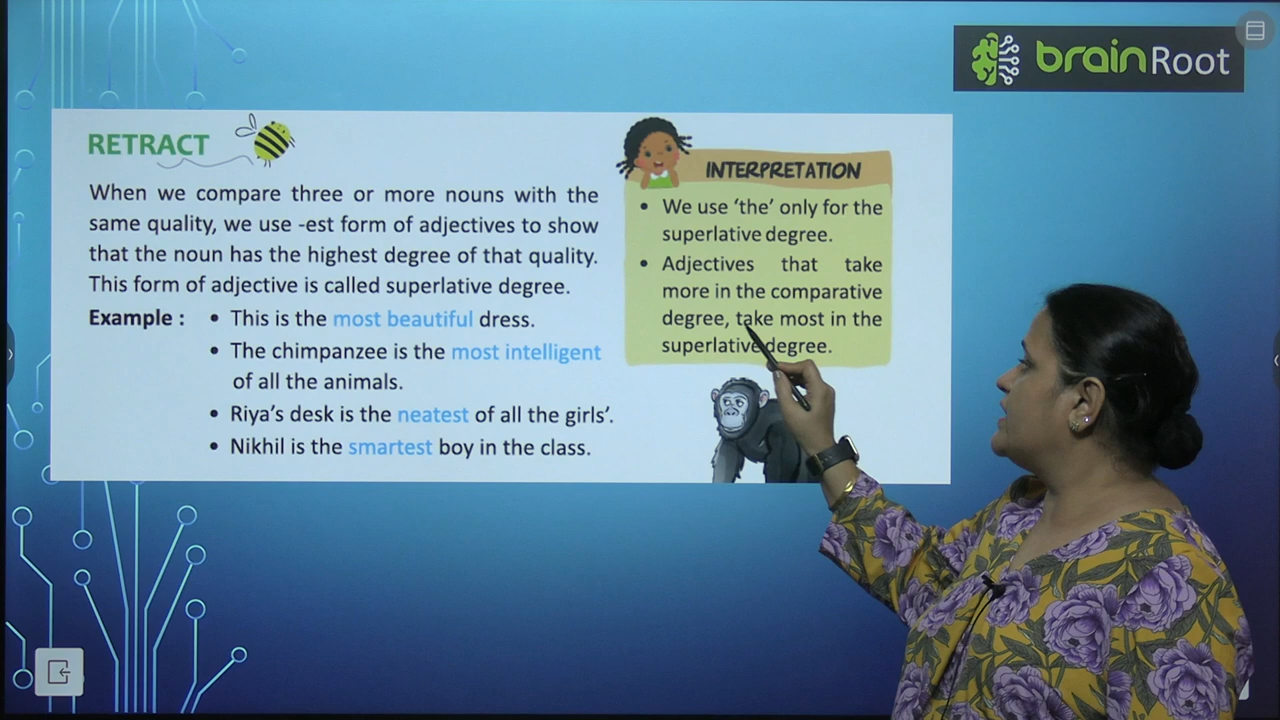 brainRoot
RETRACT
When we compare three or more nouns with the
same quality, we use -est form of adjectives to show
that the noun has the highest degree of that quality.
This form of adjective is called superlative degree.
Example : • This is the most beautiful dress.
• The chimpanzee is the most intelligent
of all the animals.
• Riya's desk is the neatest of all the girls'.
• Nikhil is the smartest boy in the class.
INTERPRETATION
• We use 'the' only for the
superlative degree.
• Adjectives that take
more in the comparative
degree, take most in the
superlative degree.